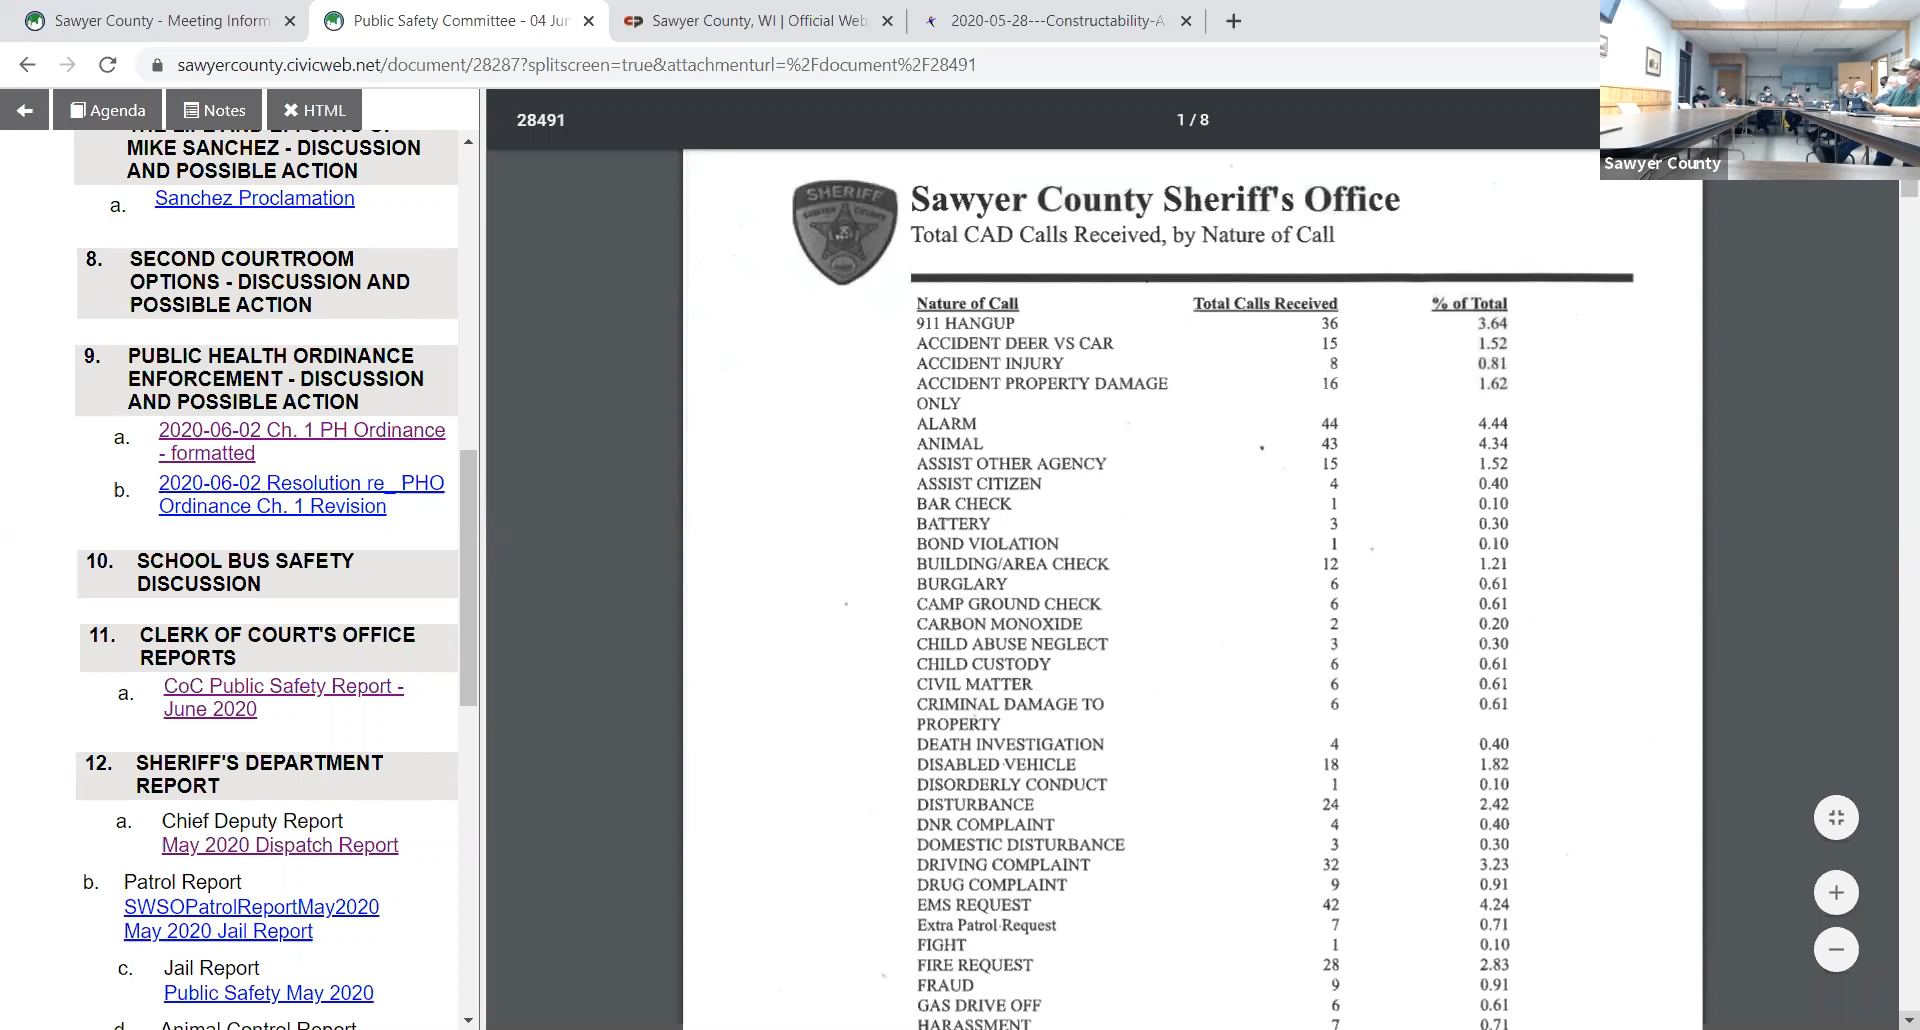 Sawyer County - Meeting Inform
Public Safety Committee - 04 Jun
Sawyer County, WI | Official Web
2020-05-28---Constructability-A
sawyercounty.civicweb.net/document/28287?splitscreen=true&attachmenturl=%2Fdocument%2F28491
Agenda
Notes
HTML
MIKE SANCHEZ - DISCUSSION
AND POSSIBLE ACTION
a. Sanchez Proclamation
8. SECOND COURTROOM
OPTIONS - DISCUSSION AND
POSSIBLE ACTION
9. PUBLIC HEALTH ORDINANCE
ENFORCEMENT - DISCUSSION
AND POSSIBLE ACTION
a. 2020-06-02 Ch. 1 PH Ordinance
- formatted
b. 2020-06-02 Resolution re_ PHO
Ordinance Ch. 1 Revision
10. SCHOOL BUS SAFETY
DISCUSSION
11. CLERK OF COURT'S OFFICE
REPORTS
a. CoC Public Safety Report -
June 2020
12. SHERIFF'S DEPARTMENT
REPORT
a. Chief Deputy Report
May 2020 Dispatch Report
b. Patrol Report
SWSOPatrolReportMay2020
May 2020 Jail Report
c. Jail Report
Public Safety May 2020
d. Animal Control Report
28491
1 / 8
Sawyer County
SHERIFF
SAWYER COUNTY
Sawyer County Sheriff's Office
Total CAD Calls Received, by Nature of Call
Nature of Call Total Calls Received % of Total
911 HANGUP 36 3.64
ACCIDENT DEER VS CAR 15 1.52
ACCIDENT INJURY 8 0.81
ACCIDENT PROPERTY DAMAGE 16 1.62
ONLY
ALARM 44 4.44
ANIMAL 43 4.34
ASSIST OTHER AGENCY 15 1.52
ASSIST CITIZEN 4 0.40
BAR CHECK 1 0.10
BATTERY 3 0.30
BOND VIOLATION 1 0.10
BUILDING/AREA CHECK 12 1.21
BURGLARY 6 0.61
CAMP GROUND CHECK 6 0.61
CARBON MONOXIDE 2 0.20
CHILD ABUSE NEGLECT 3 0.30
CHILD CUSTODY 6 0.61
CIVIL MATTER 6 0.61
CRIMINAL DAMAGE TO 6 0.61
PROPERTY
DEATH INVESTIGATION 4 0.40
DISABLED VEHICLE 18 1.82
DISORDERLY CONDUCT 1 0.10
DISTURBANCE 24 2.42
DNR COMPLAINT 4 0.40
DOMESTIC DISTURBANCE 3 0.30
DRIVING COMPLAINT 32 3.23
DRUG COMPLAINT 9 0.91
EMS REQUEST 42 4.24
Extra Patrol Request 7 0.71
FIGHT 1 0.10
FIRE REQUEST 28 2.83
FRAUD 9 0.91
GAS DRIVE OFF 6 0.61
HARASSMENT 7 0.71